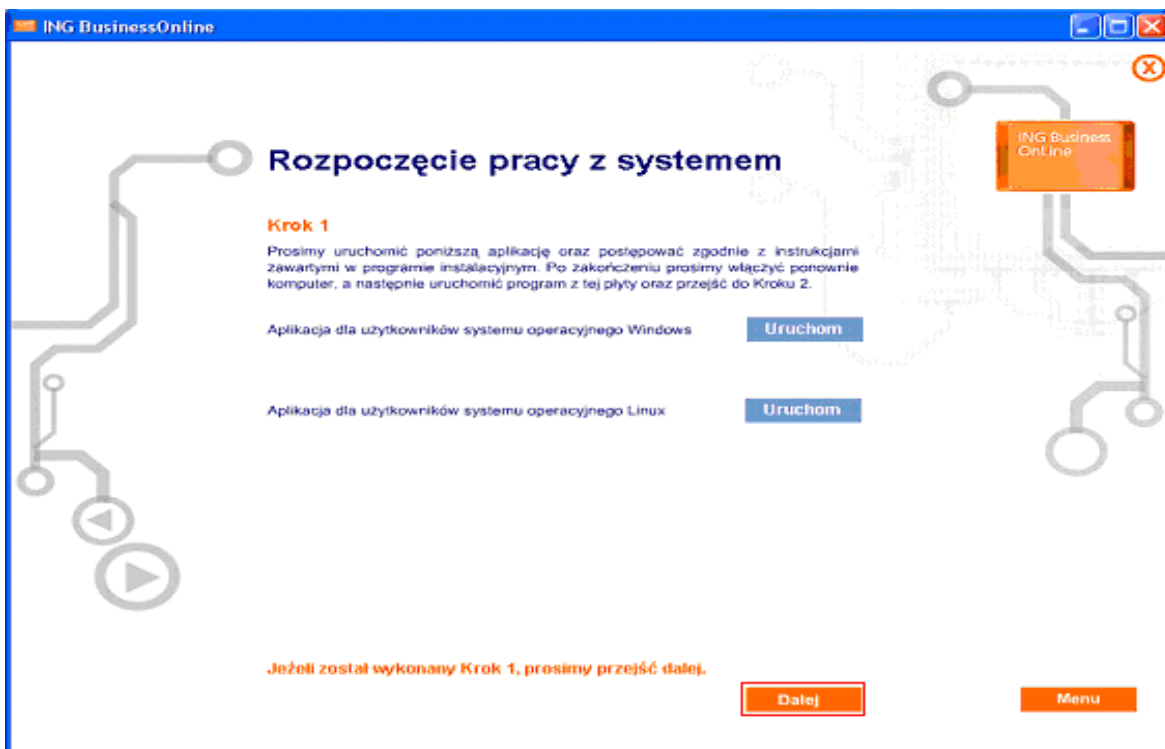 ING BusinessOnline
ING Business
OnLine
Rozpoczęcie pracy z systemem
Krok 1
Prosimy uruchomić poniższą aplikację oraz postępować zgodnie z instrukcjami
zawartymi w programie instalacyjnym. Po zakończeniu prosimy włączyć ponownie
komputer, a następnie uruchomić program z tej płyty oraz przejść do Kroku 2.
Aplikacja dla użytkowników systemu operacyjnego Windows
Uruchom
Aplikacja dla użytkowników systemu operacyjnego Linux
Uruchom
Jeżeli został wykonany Krok 1, prosimy przejść dalej.
Dalej
Menu